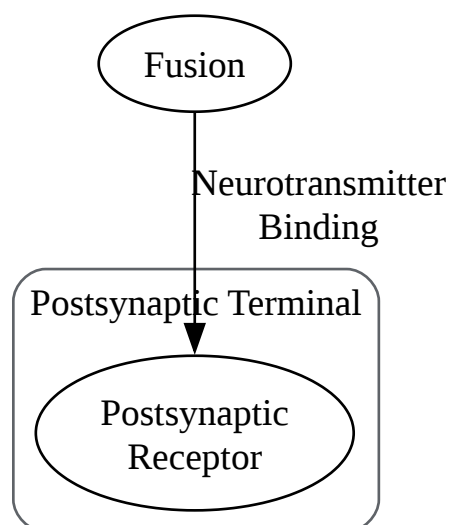 Fusion
Neurotransmitter
Binding
Postsynaptic Terminal
Postsynaptic
Receptor